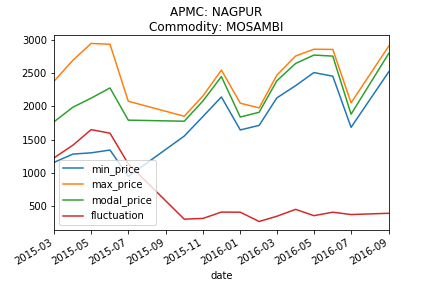 APMC: NAGPUR
Commodity: MOSAMBI
3000
2500
2000
1500
1000
500
min_price
max_price
modal_price
fluctuation
2015-03
2015-05
2015-07
2015-09
2015-11
2016-01
2016-03
2016-05
2016-07
2016-09
date